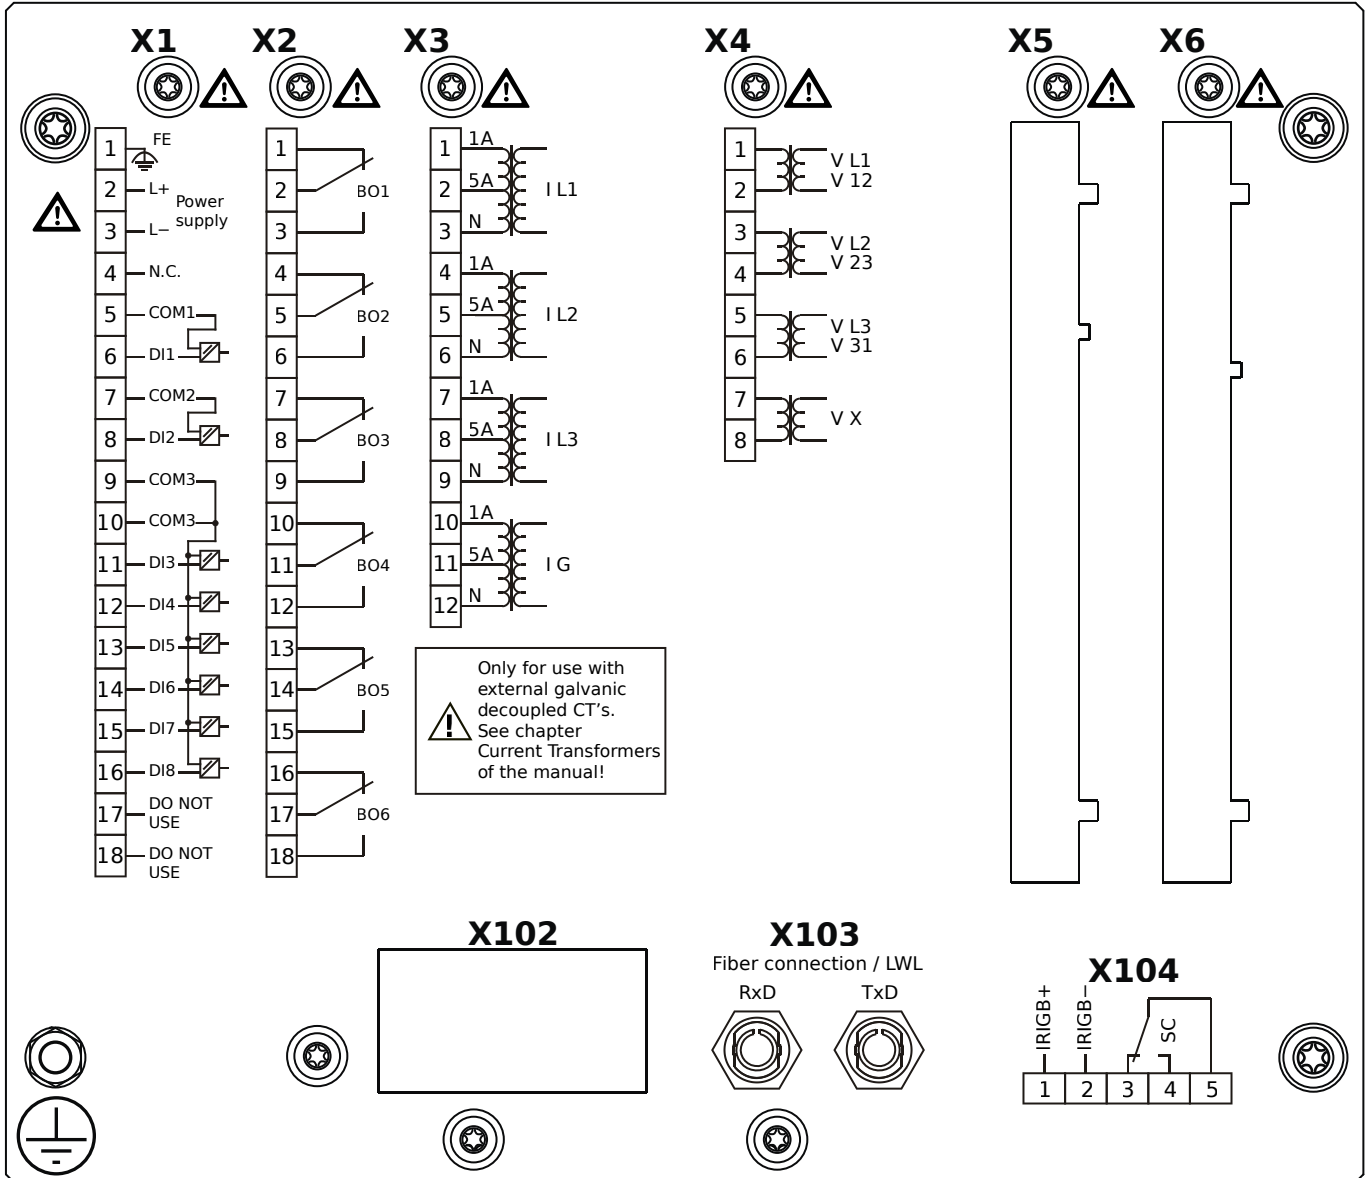 X1
X2
X3
X4
X5
X6
1 FE
2 L+
Power
supply
3 L−
4 N.C.
5 COM1
6 DI1
7 COM2
8 DI2
9 COM3
10 COM3
11 DI3
12 DI4
13 DI5
14 DI6
15 DI7
16 DI8
17 DO NOT
USE
18 DO NOT
USE
1
2 BO1
3
4
5 BO2
6
7
8 BO3
9
10
11 BO4
12
13
14 BO5
15
16
17 BO6
18
1 1A
2 5A I L1
3 N
4 1A
5 5A I L2
6 N
7 1A
8 5A I L3
9 N
10 1A
11 5A I G
12 N
Only for use with
external galvanic
decoupled CT's.
See chapter
Current Transformers
of the manual!
1 V L1
2 V 12
3 V L2
4 V 23
5 V L3
6 V 31
7 V X
8
X102
X103
Fiber connection / LWL
RxD TxD
X104
IRIGB+
IRIGB−
SC
1 2 3 4 5